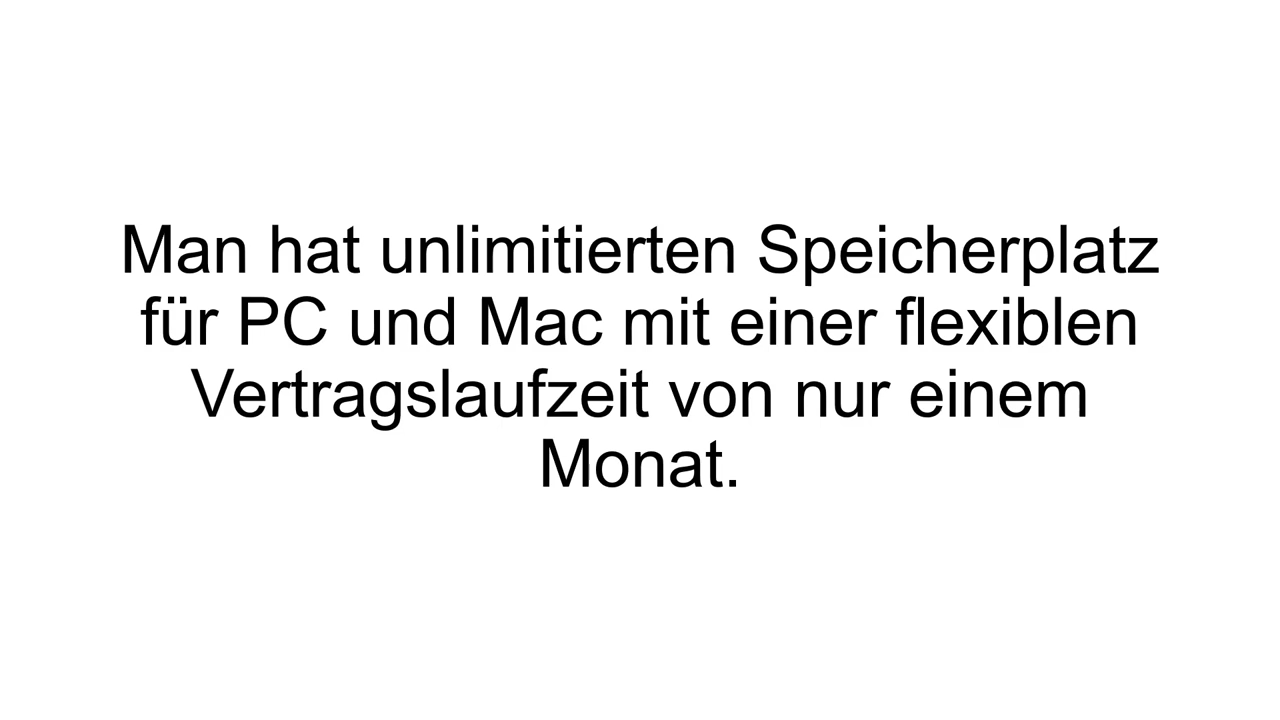 Man hat unlimitierten Speicherplatz
für PC und Mac mit einer flexiblen
Vertragslaufzeit von nur einem
Monat.